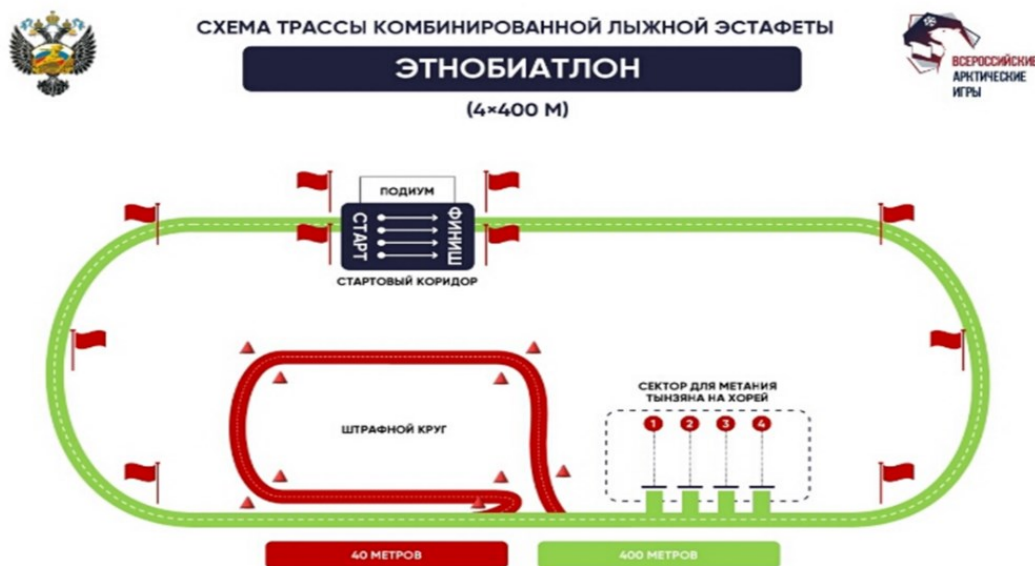 СХЕМА ТРАССЫ КОМБИНИРОВАННОЙ ЛЫЖНОЙ ЭСТАФЕТЫ
ЭТНОБИАТЛОН
(4×400 М)
ВСЕРОССИЙСКИЕ
АРКТИЧЕСКИЕ
ИГРЫ
ПОДИУМ
СТАРТ
ФИНИШ
СТАРТОВЫЙ КОРИДОР
СЕКТОР ДЛЯ МЕТАНИЯ
ТЫНЗЯНА НА ХОРЕЙ
1 2 3 4
ШТРАФНОЙ КРУГ
40 МЕТРОВ
400 МЕТРОВ